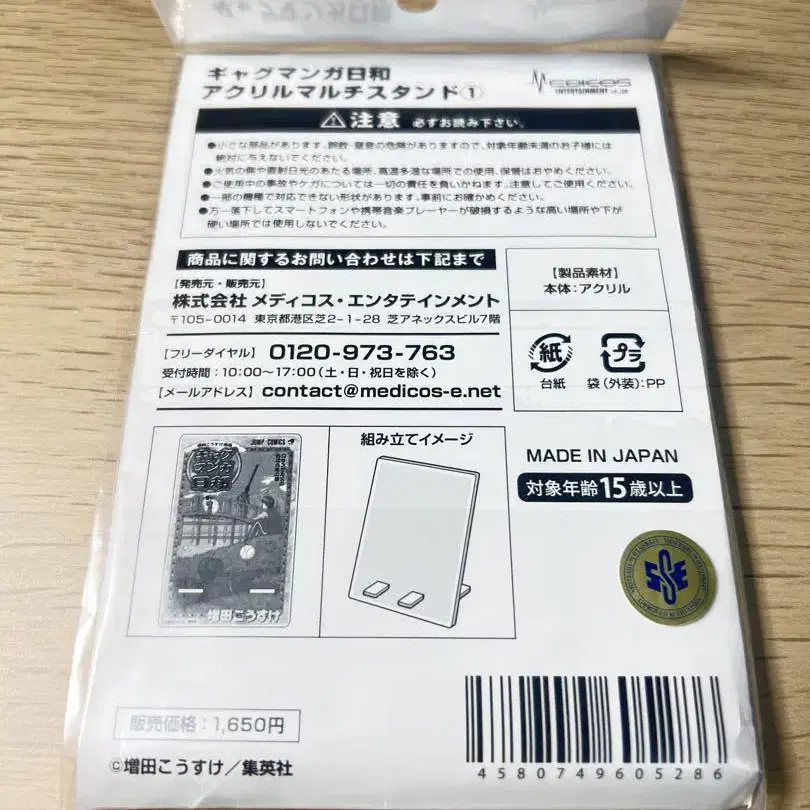 ギャグマンガ日和
アクリルマルチスタンド①
MEDICOS
ENTERTAINMENT
⚠注意 必ずお読み下さい。
●小さな部品があります。誤飲・窒息の危険がありますので、対象年齢未満のお子様には
絶対に与えないでください。
●火気の側や直射日光のあたる場所、高温多湿な場所での使用、保管はおやめください。
●ご使用中の事故やケガについては一切の責任を負いかねます。注意してご使用ください。
●一部の機種で対応できない形状があります。事前にお確かめください。
●万一落下してスマートフォンや携帯音楽プレーヤーが破損するような高い場所や下が
硬い場所では使用しないでください。
商品に関するお問い合わせは下記まで
【発売元・販売元】
株式会社 メディコス・エンタテインメント
〒105-0014 東京都港区芝2-1-28 芝アネックスビル7階
【フリーダイヤル】 0120-973-763
受付時間:10:00〜17:00(土・日・祝日を除く)
【メールアドレス】 contact@medicos-e.net
【製品素材】
本体:アクリル
紙
台紙
プラ
袋(外装):PP
JUMP COMICS
ギャグ
マンガ
日和
1
増田こうすけ
組み立てイメージ
MADE IN JAPAN
対象年齢15歳以上
SSE
販売価格:1,650円
©増田こうすけ/集英社
4580749605286